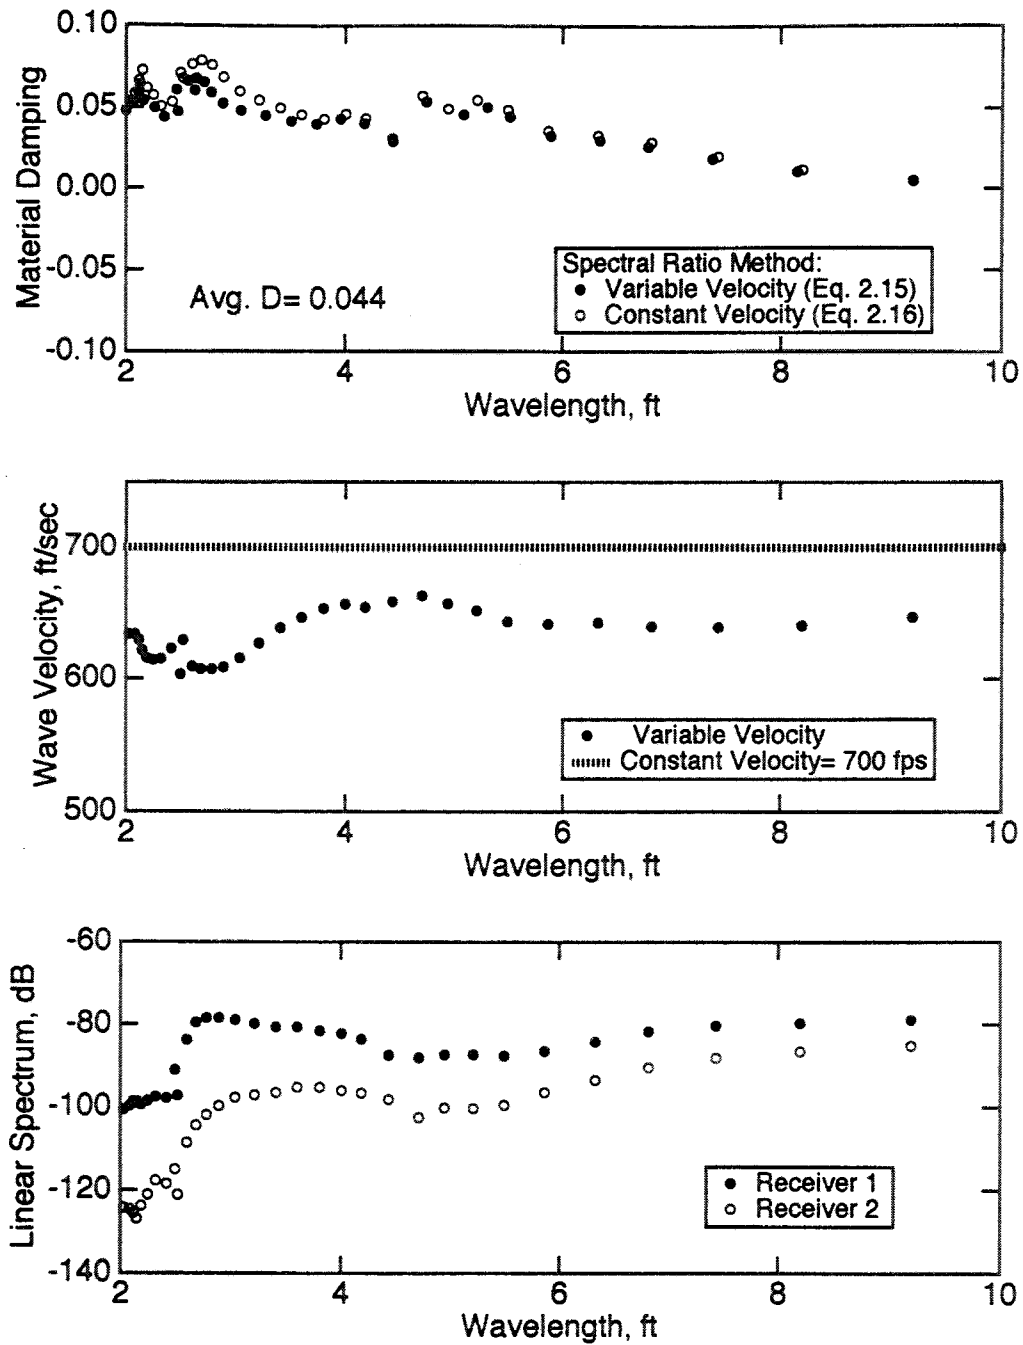 0.10
0.05
0.00
-0.05
-0.10
Material Damping
Avg. D= 0.044
Spectral Ratio Method:
Variable Velocity (Eq. 2.15)
Constant Velocity (Eq. 2.16)
2 4 6 8 10
Wavelength, ft
700
600
500
Wave Velocity, ft/sec
Variable Velocity
Constant Velocity= 700 fps
2 4 6 8 10
Wavelength, ft
-60
-80
-100
-120
-140
Linear Spectrum, dB
Receiver 1
Receiver 2
2 4 6 8 10
Wavelength, ft